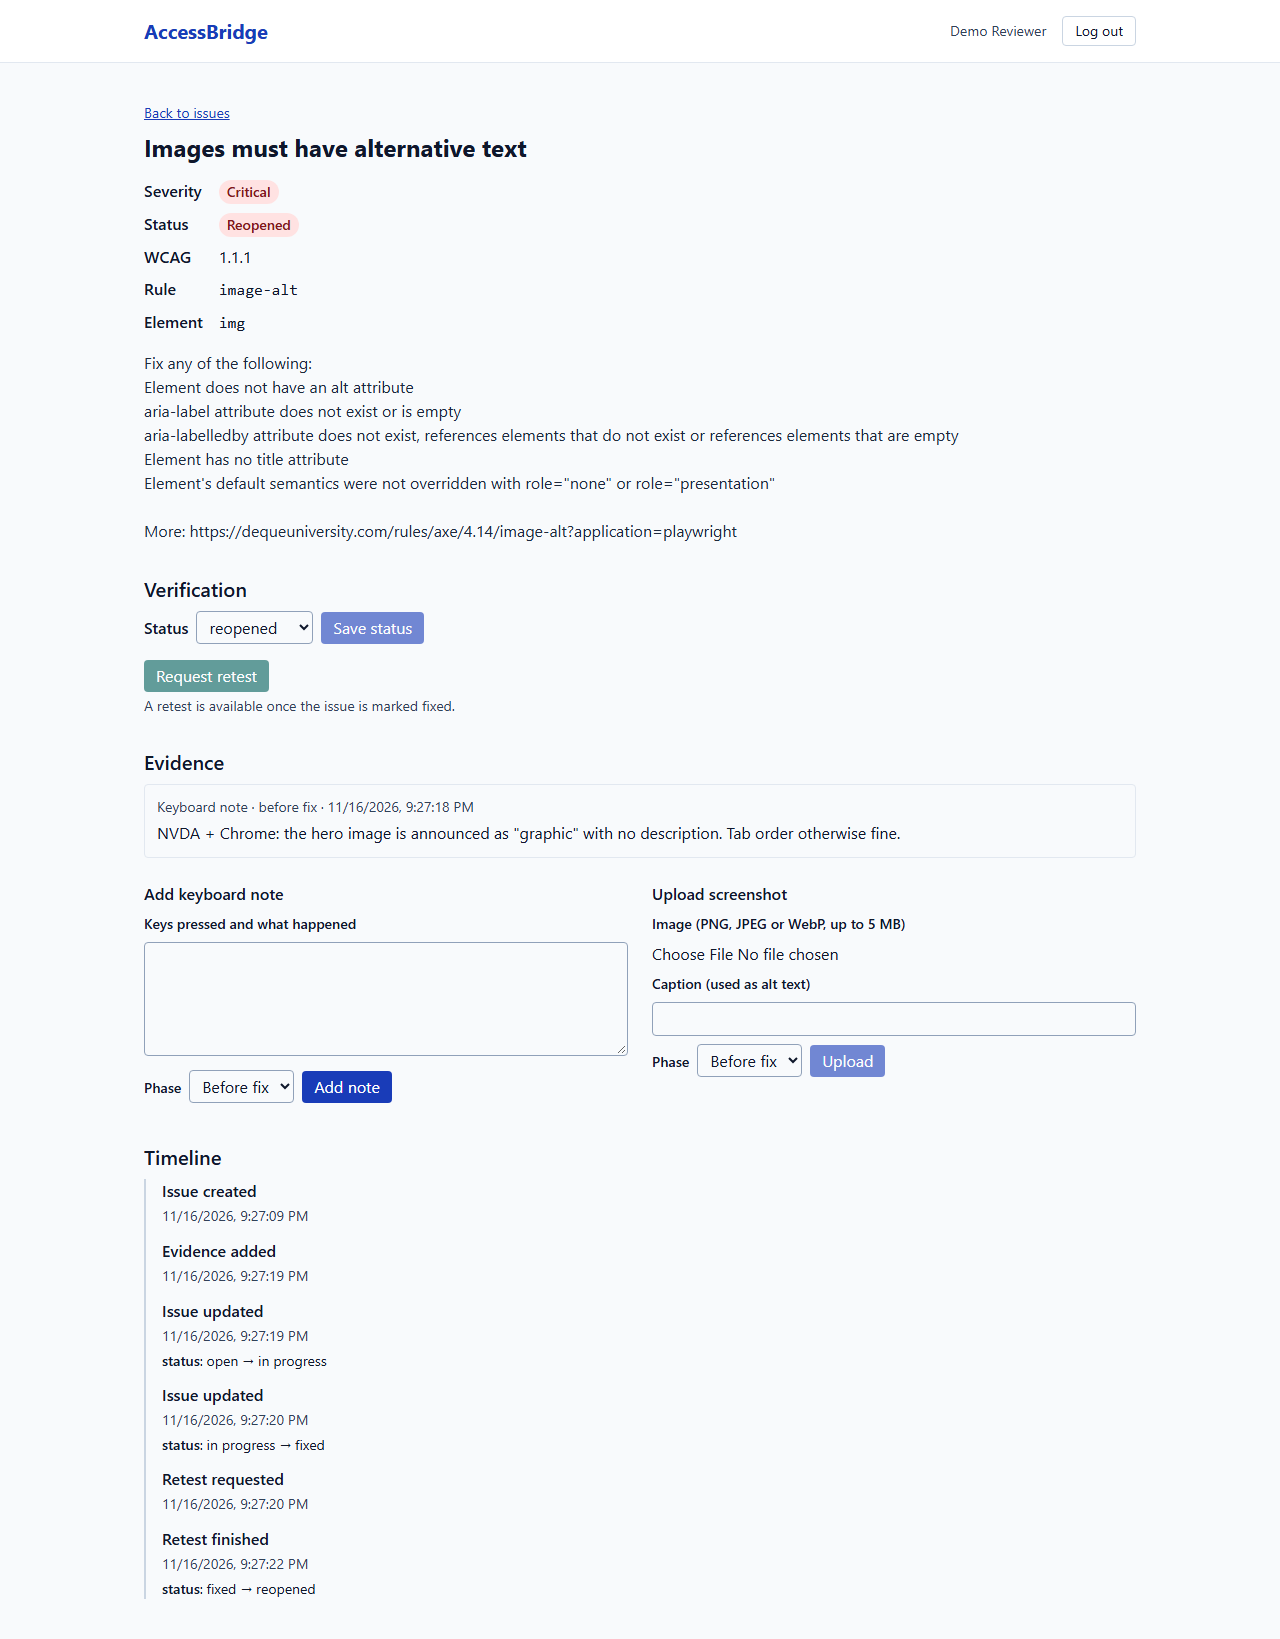 AccessBridge
Demo Reviewer
Log out
Back to issues
Images must have alternative text
Severity Critical
Status Reopened
WCAG 1.1.1
Rule image-alt
Element img
Fix any of the following:
Element does not have an alt attribute
aria-label attribute does not exist or is empty
aria-labelledby attribute does not exist, references elements that do not exist or references elements that are empty
Element has no title attribute
Element's default semantics were not overridden with role="none" or role="presentation"
More: https://dequeuniversity.com/rules/axe/4.14/image-alt?application=playwright
Verification
Status reopened Save status
Request retest
A retest is available once the issue is marked fixed.
Evidence
Keyboard note · before fix · 11/16/2026, 9:27:18 PM
NVDA + Chrome: the hero image is announced as "graphic" with no description. Tab order otherwise fine.
Add keyboard note
Keys pressed and what happened
Phase Before fix Add note
Upload screenshot
Image (PNG, JPEG or WebP, up to 5 MB)
Choose File No file chosen
Caption (used as alt text)
Phase Before fix Upload
Timeline
Issue created
11/16/2026, 9:27:09 PM
Evidence added
11/16/2026, 9:27:19 PM
Issue updated
11/16/2026, 9:27:19 PM
status: open → in progress
Issue updated
11/16/2026, 9:27:20 PM
status: in progress → fixed
Retest requested
11/16/2026, 9:27:20 PM
Retest finished
11/16/2026, 9:27:22 PM
status: fixed → reopened